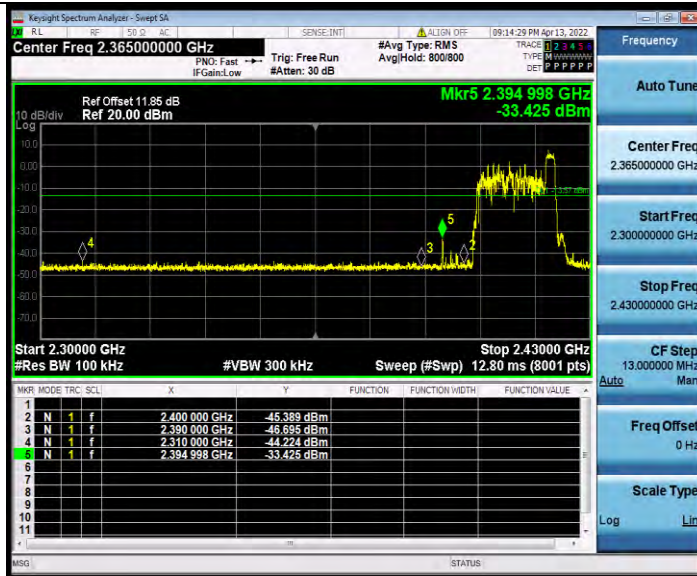 Keysight Spectrum Analyzer - Swept SA
RL RF 50 Ω AC SENSE:INT ALIGN OFF 09:14:29 PM Apr 13, 2022
Center Freq 2.365000000 GHz
PNO: Fast
IFGain:Low
Trig: Free Run
#Atten: 30 dB
#Avg Type: RMS
Avg|Hold: 800/800
TRACE 1 2 3 4 5 6
TYPE M
DET P P P P P P
Mkr5 2.394 998 GHz
-33.425 dBm
Ref Offset 11.85 dB
10 dB/div Ref 20.00 dBm
Log
10.0
0.00
-10.0
-20.0
-30.0
-40.0
-50.0
-60.0
-70.0
4
3
5
2
Start 2.30000 GHz Stop 2.43000 GHz
#Res BW 100 kHz #VBW 300 kHz Sweep (#Swp) 12.80 ms (8001 pts)
MKR MODE TRC SCL X Y FUNCTION FUNCTION WIDTH FUNCTION VALUE
1
2 N 1 f 2.400 000 GHz -45.389 dBm
3 N 1 f 2.390 000 GHz -46.695 dBm
4 N 1 f 2.310 000 GHz -44.224 dBm
5 N 1 f 2.394 998 GHz -33.425 dBm
6
7
8
9
10
11
MSG STATUS
Frequency
Auto Tune
Center Freq
2.365000000 GHz
Start Freq
2.300000000 GHz
Stop Freq
2.430000000 GHz
CF Step
13.000000 MHz
Auto Man
Freq Offset
0 Hz
Scale Type
Log Lin